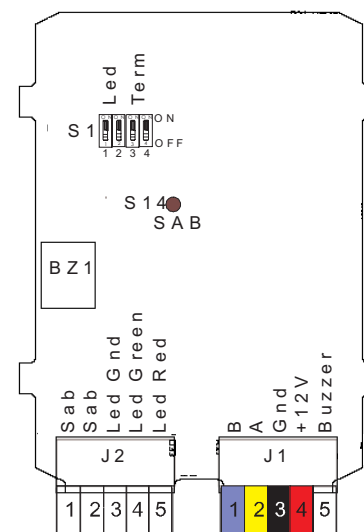 Led
Term
S1
ON
OFF
1 2 3 4
S14
SAB
BZ1
Sab
Sab
Led Gnd
Led Green
Led Red
B
A
Gnd
+12V
Buzzer
J2
J1
1 2 3 4 5
1 2 3 4 5